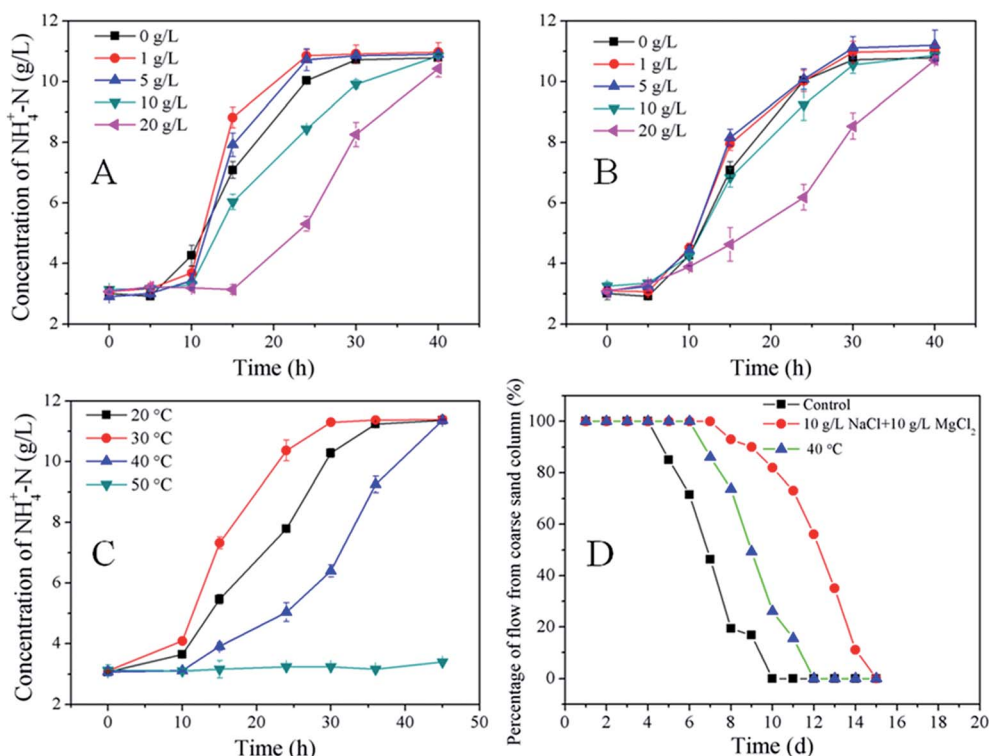 12
10
8
6
4
2
Concentration of NH₄⁺-N (g/L)
0 g/L
1 g/L
5 g/L
10 g/L
20 g/L
A
0
10
20
30
40
Time (h)
12
10
8
6
4
2
Concentration of NH₄⁺-N (g/L)
0 g/L
1 g/L
5 g/L
10 g/L
20 g/L
B
0
10
20
30
40
Time (h)
12
10
8
6
4
2
Concentration of NH₄⁺-N (g/L)
20 °C
30 °C
40 °C
50 °C
C
0
10
20
30
40
50
Time (h)
100
80
60
40
20
0
Percentage of flow from coarse sand column (%)
Control
10 g/L NaCl+10 g/L MgCl₂
40 °C
D
0
2
4
6
8
10
12
14
16
18
20
Time (d)